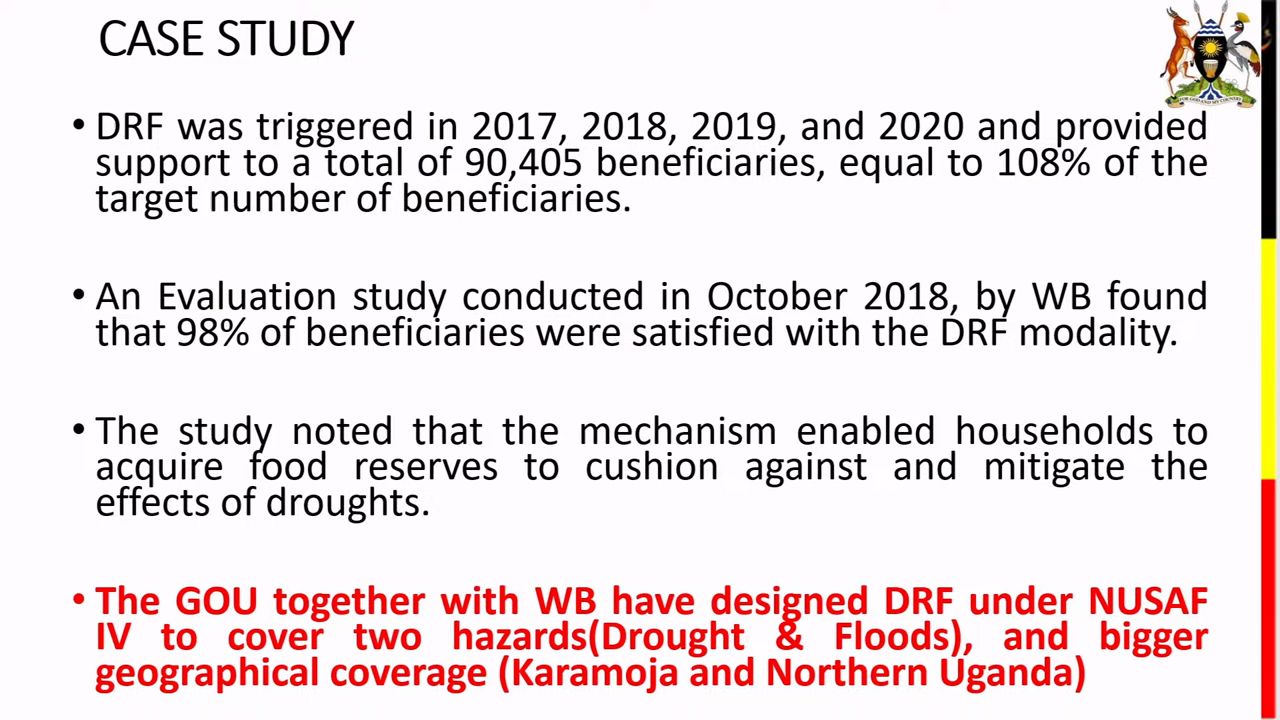 CASE STUDY
• DRF was triggered in 2017, 2018, 2019, and 2020 and provided
support to a total of 90,405 beneficiaries, equal to 108% of the
target number of beneficiaries.
• An Evaluation study conducted in October 2018, by WB found
that 98% of beneficiaries were satisfied with the DRF modality.
• The study noted that the mechanism enabled households to
acquire food reserves to cushion against and mitigate the
effects of droughts.
• The GOU together with WB have designed DRF under NUSAF
IV to cover two hazards(Drought & Floods), and bigger
geographical coverage (Karamoja and Northern Uganda)
FOR GOD AND MY COUNTRY